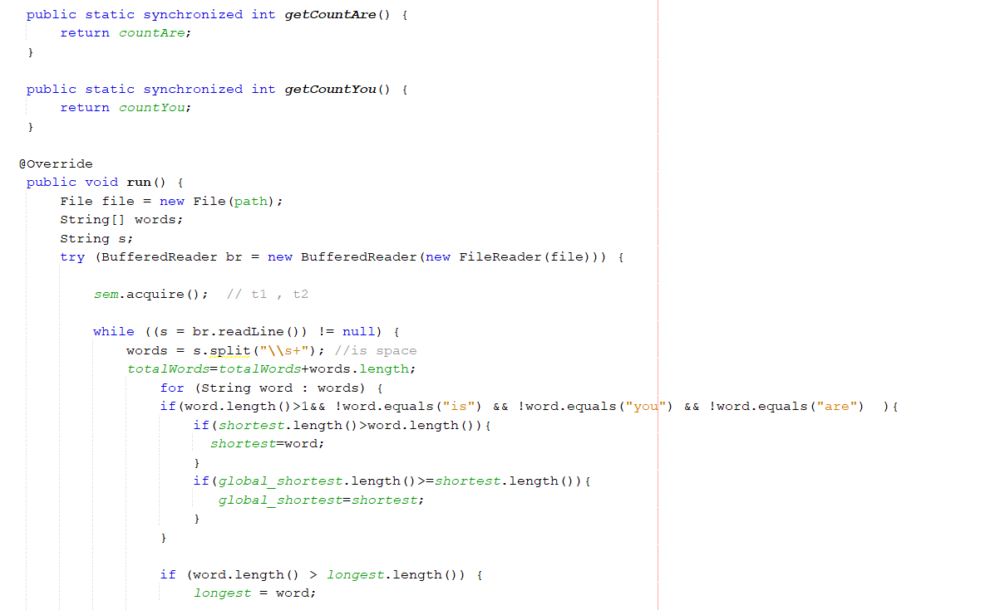 public static synchronized int getCountAre() {
return countAre;
}
public static synchronized int getCountYou() {
return countYou;
}
@Override
public void run() {
File file = new File(path);
String[] words;
String s;
try (BufferedReader br = new BufferedReader(new FileReader(file))) {
sem.acquire();  // t1 , t2
while ((s = br.readLine()) != null) {
words = s.split("\\s+"); //is space
totalWords=totalWords+words.length;
for (String word : words) {
if(word.length()>1&& !word.equals("is") && !word.equals("you") && !word.equals("are")  ){
if(shortest.length()>word.length()){
shortest=word;
}
if(global_shortest.length()>=shortest.length()){
global_shortest=shortest;
}
}
if (word.length() > longest.length()) {
longest = word;